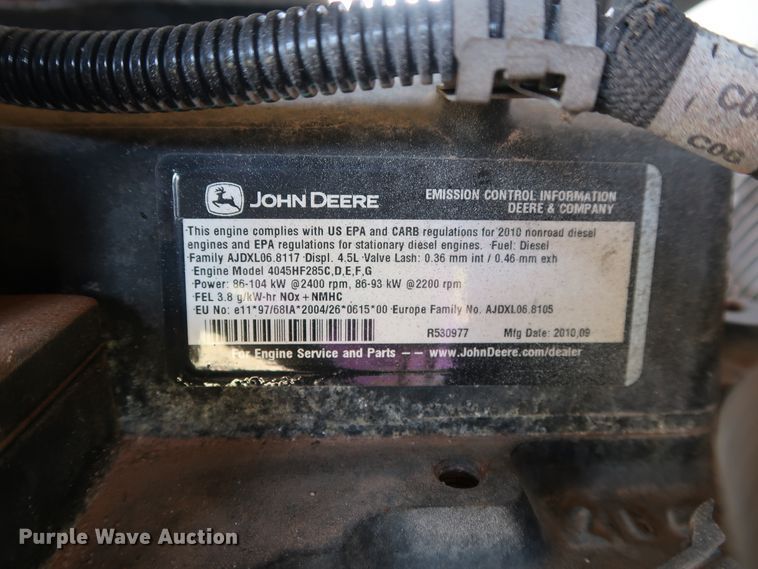 JOHN DEERE
EMISSION CONTROL INFORMATION
DEERE & COMPANY
This engine complies with US EPA and CARB regulations for 2010 nonroad diesel
engines and EPA regulations for stationary diesel engines. Fuel: Diesel
Family AJDXL06.8117 Displ. 4.5L Valve Lash: 0.36 mm int / 0.46 mm exh
Engine Model 4045HF285C,D,E,F,G
Power: 86-104 kW @2400 rpm, 86-93 kW @2200 rpm
FEL 3.8 g/kW-hr NOx + NMHC
EU No: e11*97/68IA*2004/26*0615*00 Europe Family No. AJDXL06.8105
R530977 Mfg Date: 2010,09
For Engine Service and Parts -- www.JohnDeere.com/dealer
Purple Wave Auction